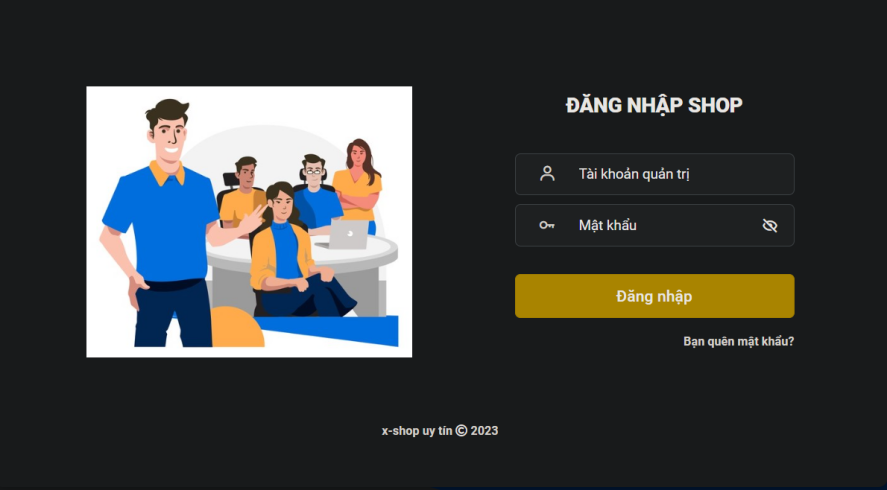 ĐĂNG NHẬP SHOP
Tài khoản quản trị
Mật khẩu
Đăng nhập
Bạn quên mật khẩu?
x-shop uy tín © 2023